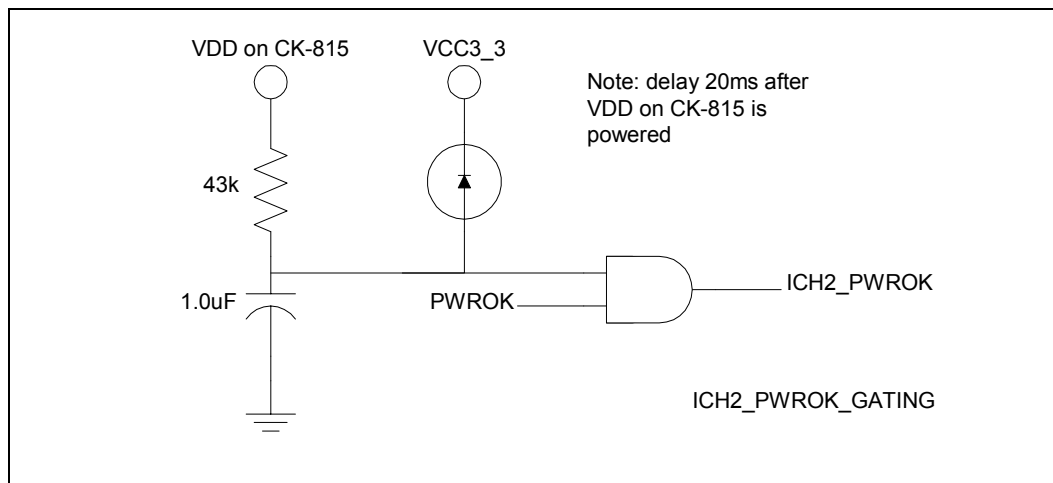 VDD on CK-815
VCC3_3
Note: delay 20ms after
VDD on CK-815 is
powered
43k
1.0uF
PWROK
ICH2_PWROK
ICH2_PWROK_GATING